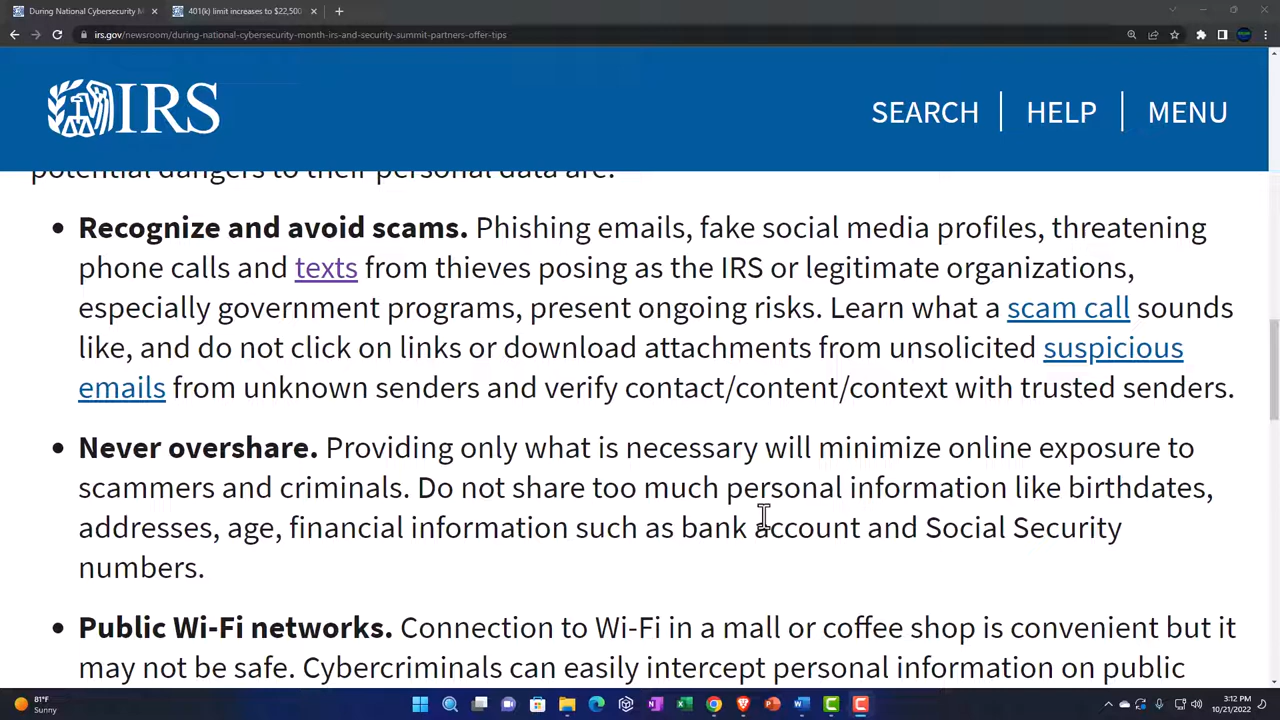 During National Cybersecurity M
401(k) limit increases to $22,500
irs.gov/newsroom/during-national-cybersecurity-month-irs-and-security-summit-partners-offer-tips
IRS
SEARCH
HELP
MENU
potential dangers to their personal data are:
• Recognize and avoid scams. Phishing emails, fake social media profiles, threatening
phone calls and texts from thieves posing as the IRS or legitimate organizations,
especially government programs, present ongoing risks. Learn what a scam call sounds
like, and do not click on links or download attachments from unsolicited suspicious
emails from unknown senders and verify contact/content/context with trusted senders.
• Never overshare. Providing only what is necessary will minimize online exposure to
scammers and criminals. Do not share too much personal information like birthdates,
addresses, age, financial information such as bank account and Social Security
numbers.
• Public Wi-Fi networks. Connection to Wi-Fi in a mall or coffee shop is convenient but it
may not be safe. Cybercriminals can easily intercept personal information on public
81°F
Sunny
3:12 PM
10/21/2022